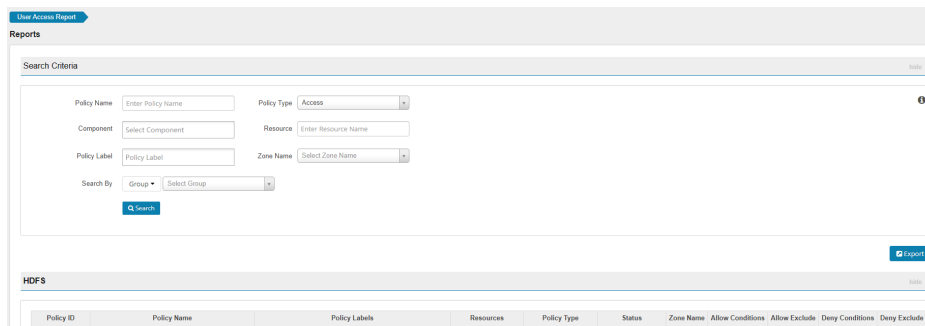 User Access Report
Reports
Search Criteria
hide
Policy Name Enter Policy Name Policy Type Access
Component Select Component Resource Enter Resource Name
Policy Label Policy Label Zone Name Select Zone Name
Search By Group Select Group
Search
Export
HDFS
hide
Policy ID Policy Name Policy Labels Resources Policy Type Status Zone Name Allow Conditions Allow Exclude Deny Conditions Deny Exclude